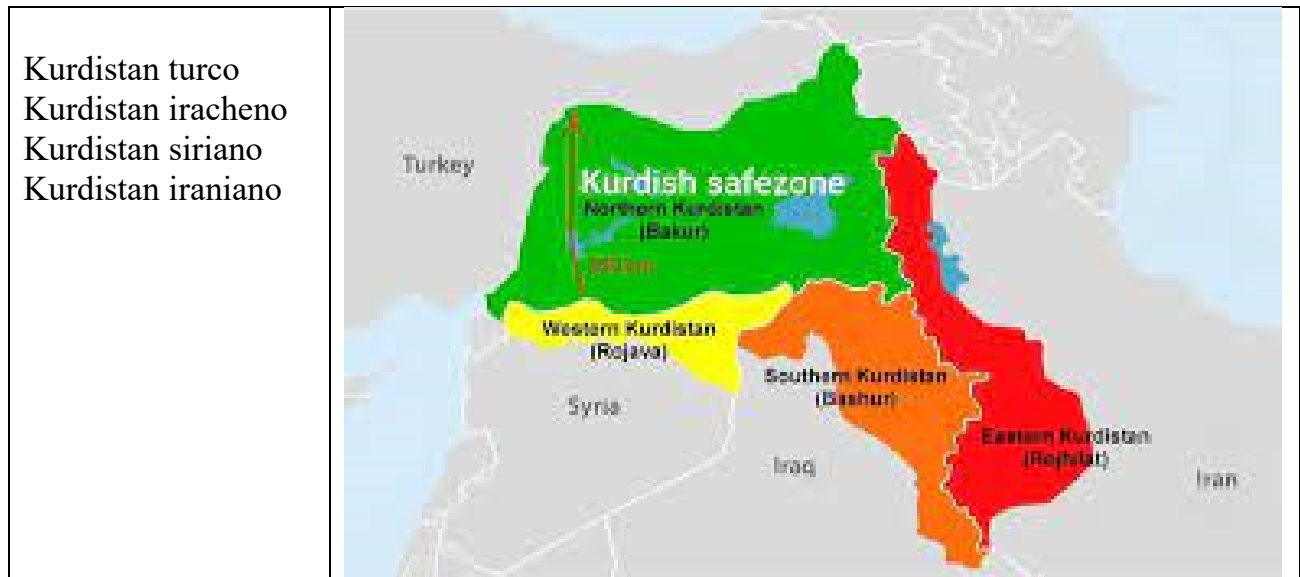 Kurdistan turco
Kurdistan iracheno
Kurdistan siriano
Kurdistan iraniano
Turkey
Kurdish safezone
Northern Kurdistan
(Bakur)
Western Kurdistan
(Rojava)
Southern Kurdistan
(Bashur)
Syria
Eastern Kurdistan
(Rojhilat)
Iraq
Iran